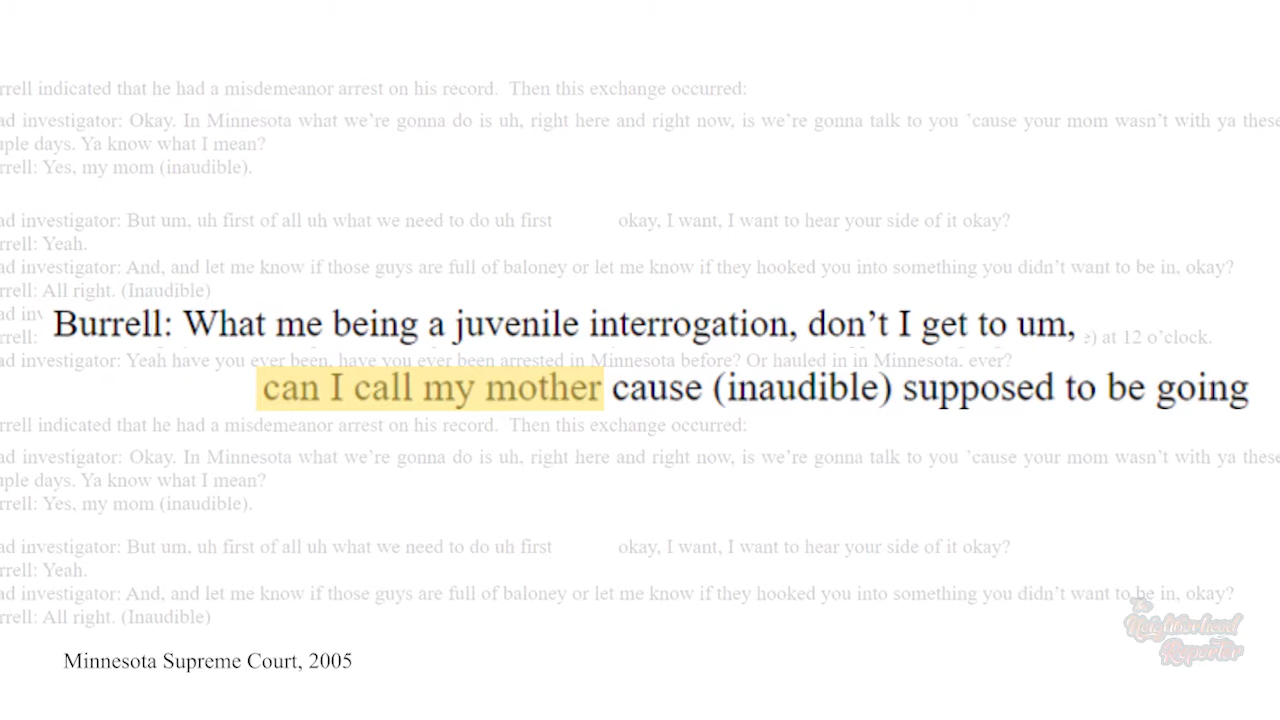 rrell indicated that he had a misdemeanor arrest on his record. Then this exchange occurred:
ad investigator: Okay. In Minnesota what we’re gonna do is uh, right here and right now, is we’re gonna talk to you ’cause your mom wasn’t with ya these
uple days. Ya know what I mean?
rrell: Yes, my mom (inaudible).
ad investigator: But um, uh first of all uh what we need to do uh first okay, I want, I want to hear your side of it okay?
rrell: Yeah.
ad investigator: And, and let me know if those guys are full of baloney or let me know if they hooked you into something you didn’t want to be in, okay?
rrell: All right. (Inaudible)
ad inv
Burrell: What me being a juvenile interrogation, don’t I get to um,
rrell: e) at 12 o’clock.
ad investigator: Yeah have you ever been, have you ever been arrested in Minnesota before? Or hauled in in Minnesota. ever?
can I call my mother cause (inaudible) supposed to be going
rrell indicated that he had a misdemeanor arrest on his record. Then this exchange occurred:
ad investigator: Okay. In Minnesota what we’re gonna do is uh, right here and right now, is we’re gonna talk to you ’cause your mom wasn’t with ya these
uple days. Ya know what I mean?
rrell: Yes, my mom (inaudible).
ad investigator: But um, uh first of all uh what we need to do uh first okay, I want, I want to hear your side of it okay?
rrell: Yeah.
ad investigator: And, and let me know if those guys are full of baloney or let me know if they hooked you into something you didn’t want to be in, okay?
rrell: All right. (Inaudible)
The
Neighborhood
Reporter
Minnesota Supreme Court, 2005